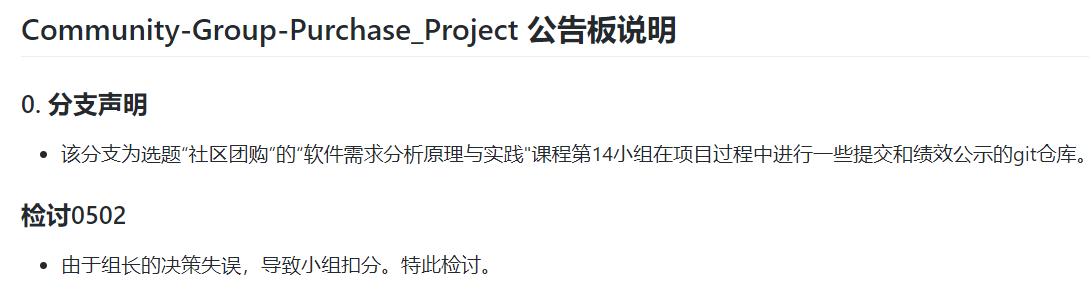 Community-Group-Purchase_Project 公告板说明
0. 分支声明
• 该分支为选题“社区团购”的“软件需求分析原理与实践"课程第14小组在项目过程中进行一些提交和绩效公示的git仓库。
检讨0502
• 由于组长的决策失误，导致小组扣分。特此检讨。